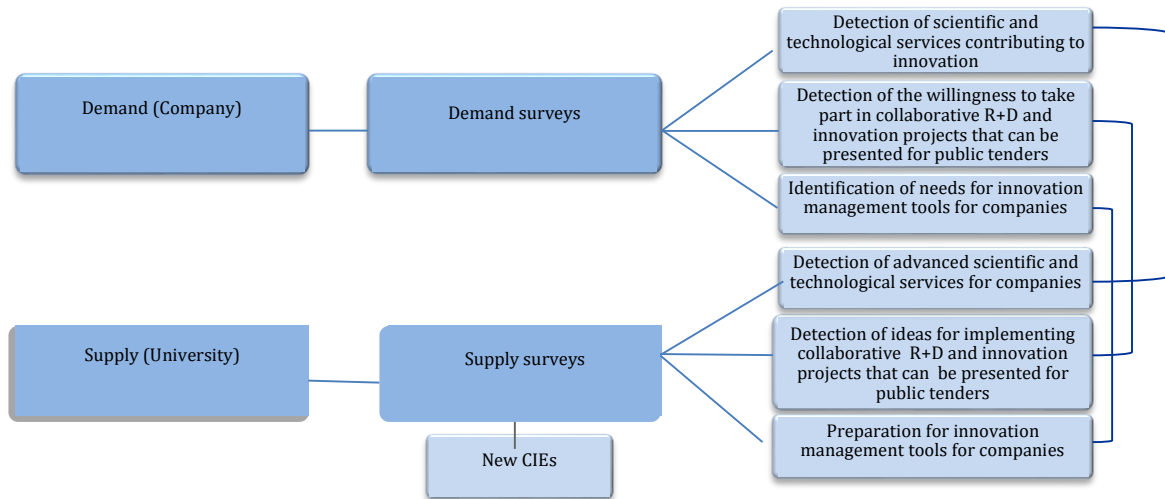 Detection of scientific and
technological services contributing to
innovation
Demand (Company)
Demand surveys
Detection of the willingness to take
part in collaborative R+D and
innovation projects that can be
presented for public tenders
Identification of needs for innovation
management tools for companies
Detection of advanced scientific and
technological services for companies
Supply (University)
Supply surveys
Detection of ideas for implementing
collaborative R+D and innovation
projects that can be presented for
public tenders
Preparation for innovation
management tools for companies
New CIEs